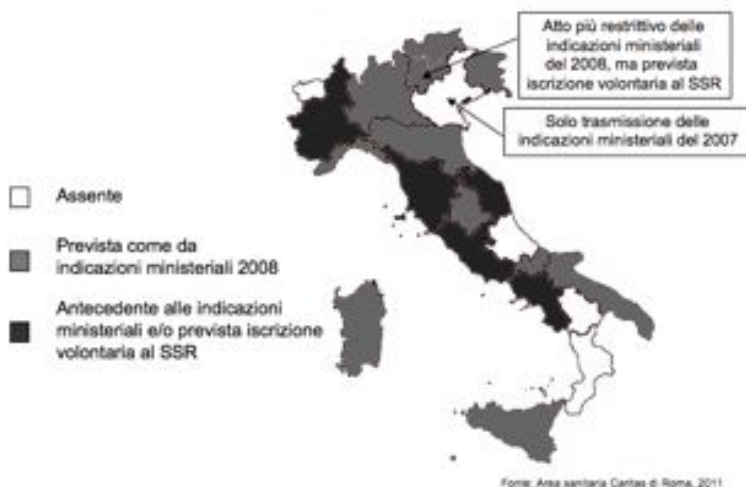 Atto più restrittivo delle
indicazioni ministeriali
del 2008, ma prevista
iscrizione volontaria al SSR
Solo trasmissione delle
indicazioni ministeriali del 2007
Assente
Prevista come da
indicazioni ministeriali 2008
Antecedente alle indicazioni
ministeriali e/o prevista iscrizione
volontaria al SSR
Fonte: Area sanitaria Caritas di Roma, 2011